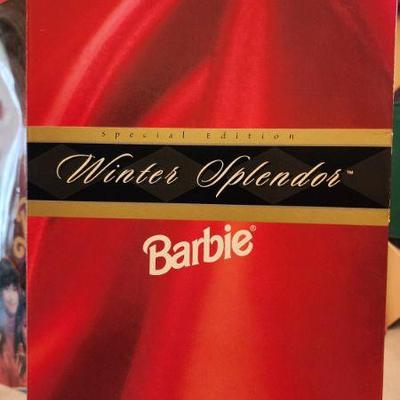 Special Edition
Winter Splendor™
Barbie®